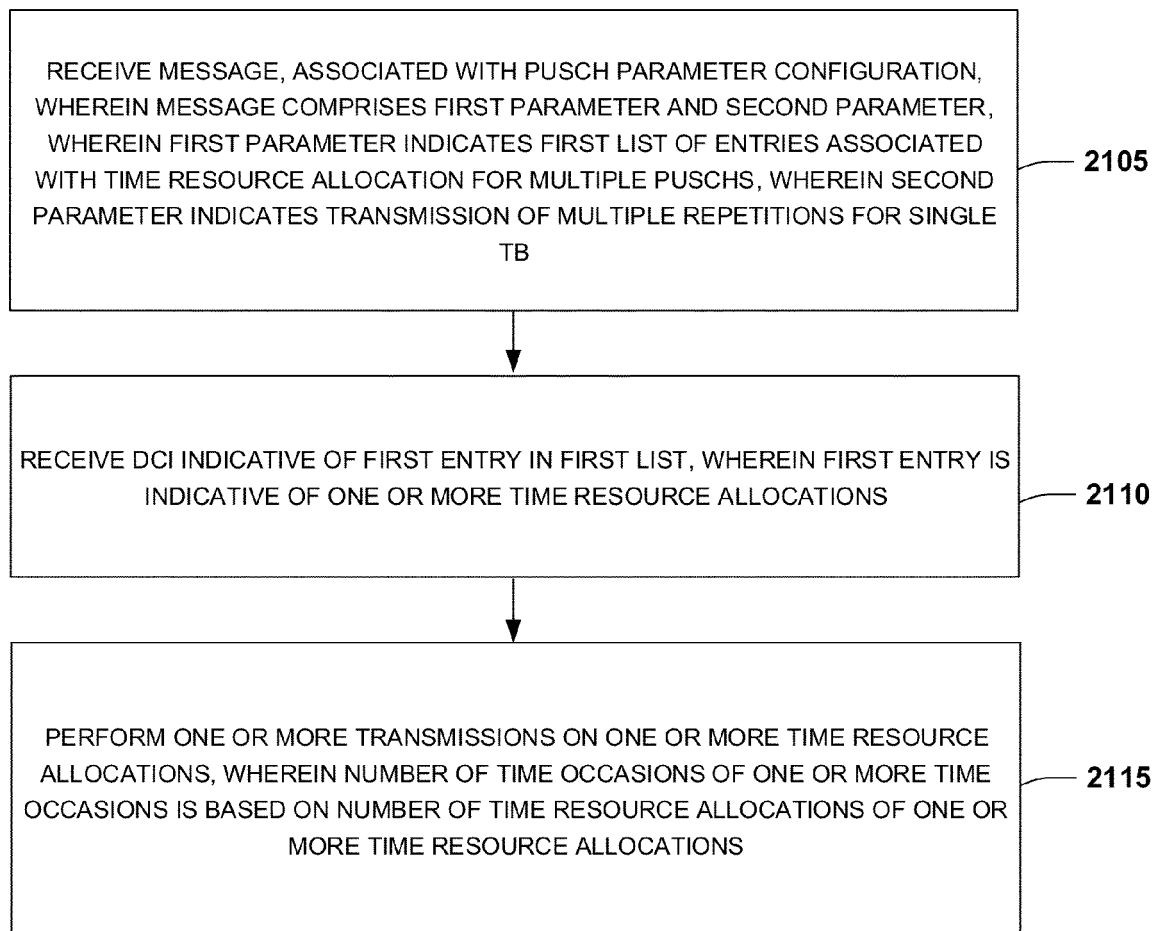 RECEIVE MESSAGE, ASSOCIATED WITH PUSCH PARAMETER CONFIGURATION,
WHEREIN MESSAGE COMPRISES FIRST PARAMETER AND SECOND PARAMETER,
WHEREIN FIRST PARAMETER INDICATES FIRST LIST OF ENTRIES ASSOCIATED
WITH TIME RESOURCE ALLOCATION FOR MULTIPLE PUSCHS, WHEREIN SECOND
PARAMETER INDICATES TRANSMISSION OF MULTIPLE REPETITIONS FOR SINGLE
TB
2105
RECEIVE DCI INDICATIVE OF FIRST ENTRY IN FIRST LIST, WHEREIN FIRST ENTRY IS
INDICATIVE OF ONE OR MORE TIME RESOURCE ALLOCATIONS
2110
PERFORM ONE OR MORE TRANSMISSIONS ON ONE OR MORE TIME RESOURCE
ALLOCATIONS, WHEREIN NUMBER OF TIME OCCASIONS OF ONE OR MORE TIME
OCCASIONS IS BASED ON NUMBER OF TIME RESOURCE ALLOCATIONS OF ONE OR
MORE TIME RESOURCE ALLOCATIONS
2115